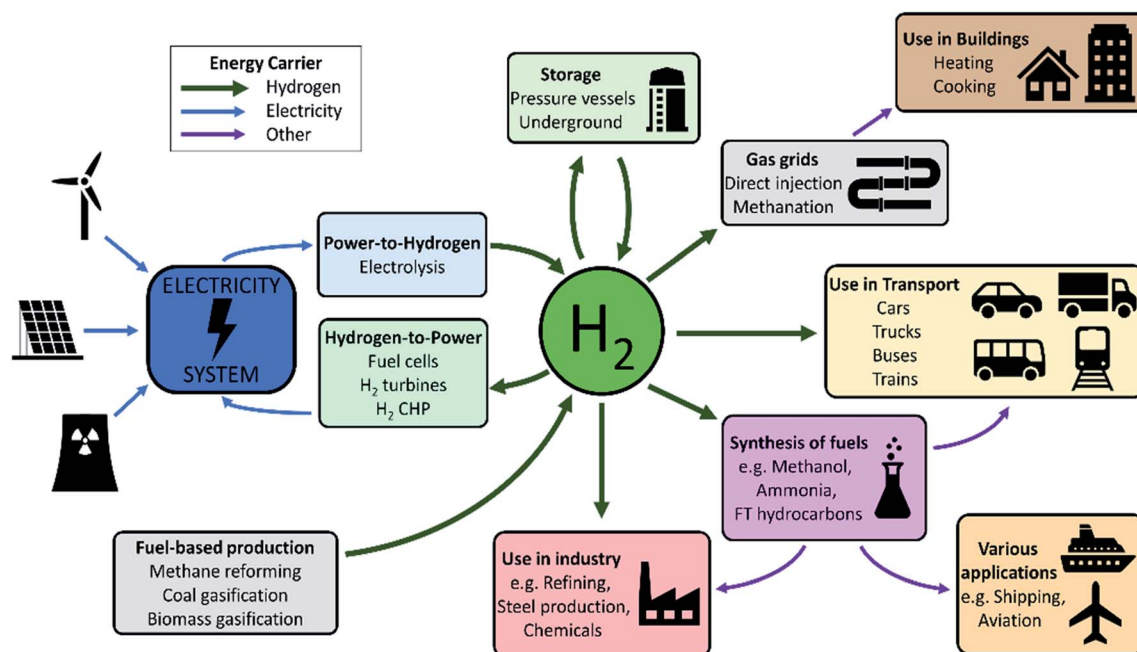 Energy Carrier
Hydrogen
Electricity
Other
Storage
Pressure vessels
Underground
Use in Buildings
Heating
Cooking
Gas grids
Direct injection
Methanation
Power-to-Hydrogen
Electrolysis
ELECTRICITY
SYSTEM
Hydrogen-to-Power
Fuel cells
H₂ turbines
H₂ CHP
H₂
Use in Transport
Cars
Trucks
Buses
Trains
Synthesis of fuels
e.g. Methanol,
Ammonia,
FT hydrocarbons
Fuel-based production
Methane reforming
Coal gasification
Biomass gasification
Use in industry
e.g. Refining,
Steel production,
Chemicals
Various
applications
e.g. Shipping,
Aviation